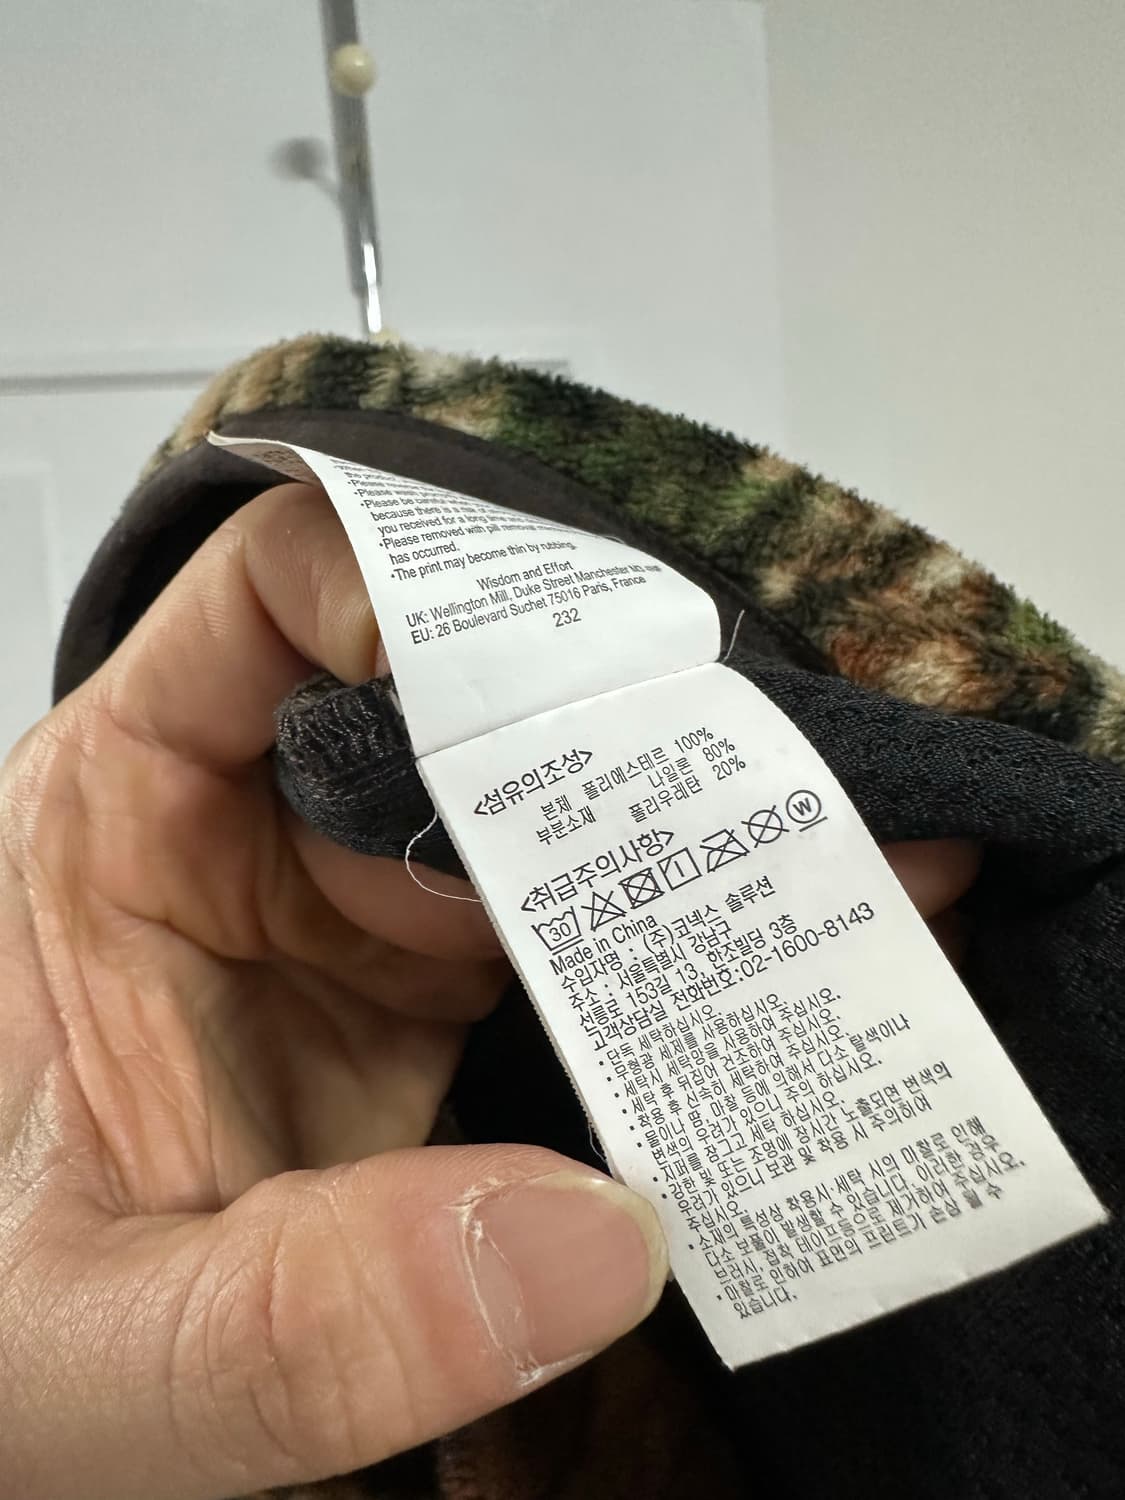 the product
•Please wash
•Please be careful
because there is a risk of
you received for a long time and
•Please removed with pill removal
has occurred.
•The print may become thin by rubbing.
Wisdom and Effort
UK: Wellington Mill, Duke Street Manchester M3
EU: 26 Boulevard Suchet 75016 Paris, France
232
<섬유의조성>
본체 폴리에스테르 100%
부분소재 나일론 80%
폴리우레탄 20%
<취급주의사항>
30 W
Made in China
수입자명 : (주)코넥스 솔루션
주소 : 서울특별시 강남구
선릉로 153길 13, 한조빌딩 3층
고객상담실 전화번호:02-1600-8143
• 단독 세탁하십시오.
• 무형광 세제를 사용하십시오.
• 세탁시 세탁망을 사용하여 주십시오.
• 세탁 후 뒤집어 건조하여 주십시오.
• 착용 후 신속히 세탁하여 주십시오.
• 물이나 땀, 마찰 등에 의해서 다소 탈색이나
변색의 우려가 있으니 주의 하십시오.
• 지퍼를 잠그고 세탁 하십시오.
• 강한 빛 또는 조명에 장시간 노출되면 변색의
우려가 있으니 보관 및 착용 시 주의하여
주십시오.
• 소재의 특성상 착용시·세탁 시의 마찰로 인해
다소 보풀이 발생할 수 있습니다. 이러한 경우
브러시, 접착 테이프등으로 제거하여 주십시오.
• 마찰로 인하여 표면의 프린트가 손실 될 수
있습니다.